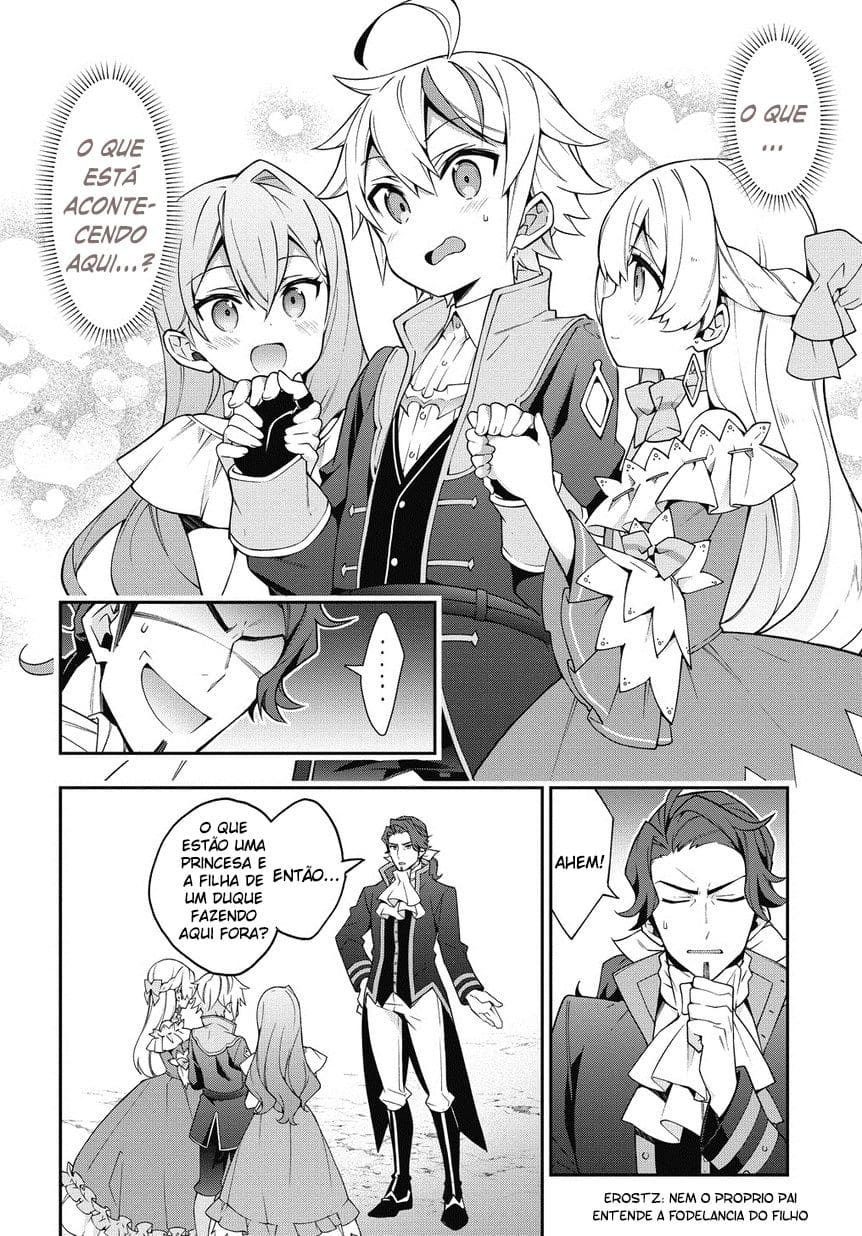 O QUE
...
O QUE
ESTÁ
ACONTE-
CENDO
AQUI...?
......
AHEM!
ENTÃO...
O QUE
ESTÃO UMA
PRINCESA E
A FILHA DE
UM DUQUE
FAZENDO
AQUI FORA?
EROSTZ: NEM O PROPRIO PAI
ENTENDE A FODELANCIA DO FILHO